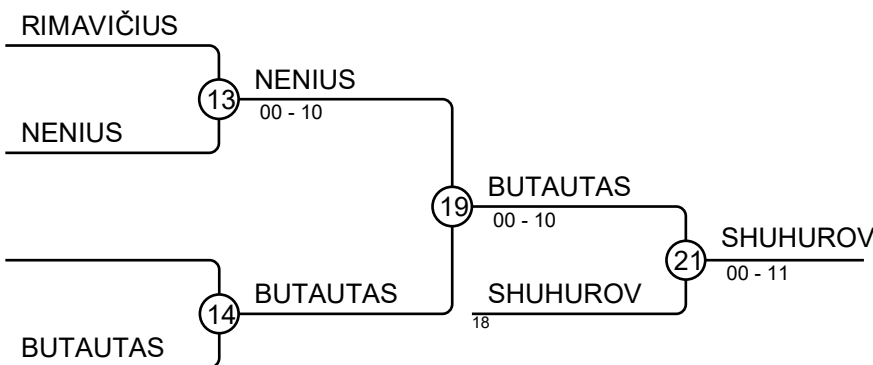 RIMAVIČIUS
13
NENIUS
00 - 10
NENIUS
19
BUTAUTAS
00 - 10
21
SHUHUROV
00 - 11
14
BUTAUTAS
SHUHUROV
18
BUTAUTAS